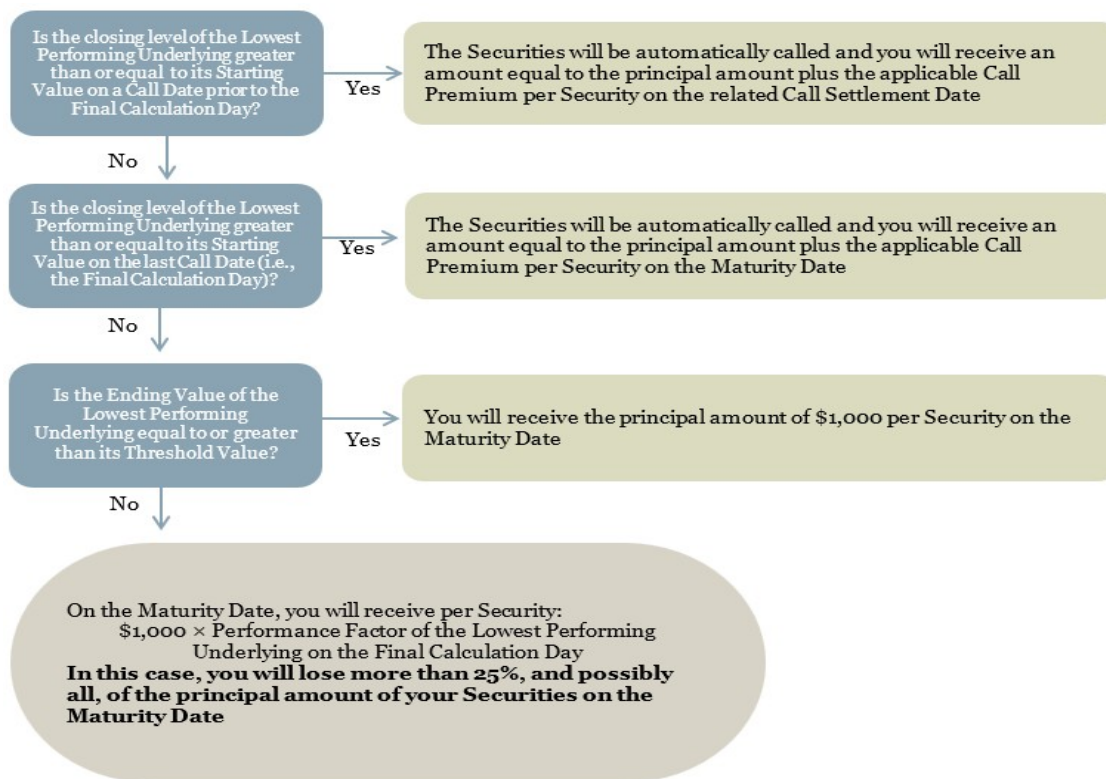 Is the closing level of the Lowest
Performing Underlying greater
than or equal to its Starting
Value on a Call Date prior to the
Final Calculation Day?
Yes
The Securities will be automatically called and you will receive an
amount equal to the principal amount plus the applicable Call
Premium per Security on the related Call Settlement Date
No
Is the closing level of the Lowest
Performing Underlying greater
than or equal to its Starting
Value on the last Call Date (i.e.,
the Final Calculation Day)?
Yes
The Securities will be automatically called and you will receive an
amount equal to the principal amount plus the applicable Call
Premium per Security on the Maturity Date
No
Is the Ending Value of the
Lowest Performing
Underlying equal to or greater
than its Threshold Value?
Yes
You will receive the principal amount of $1,000 per Security on the
Maturity Date
No
On the Maturity Date, you will receive per Security:
$1,000 × Performance Factor of the Lowest Performing
Underlying on the Final Calculation Day
In this case, you will lose more than 25%, and possibly
all, of the principal amount of your Securities on the
Maturity Date